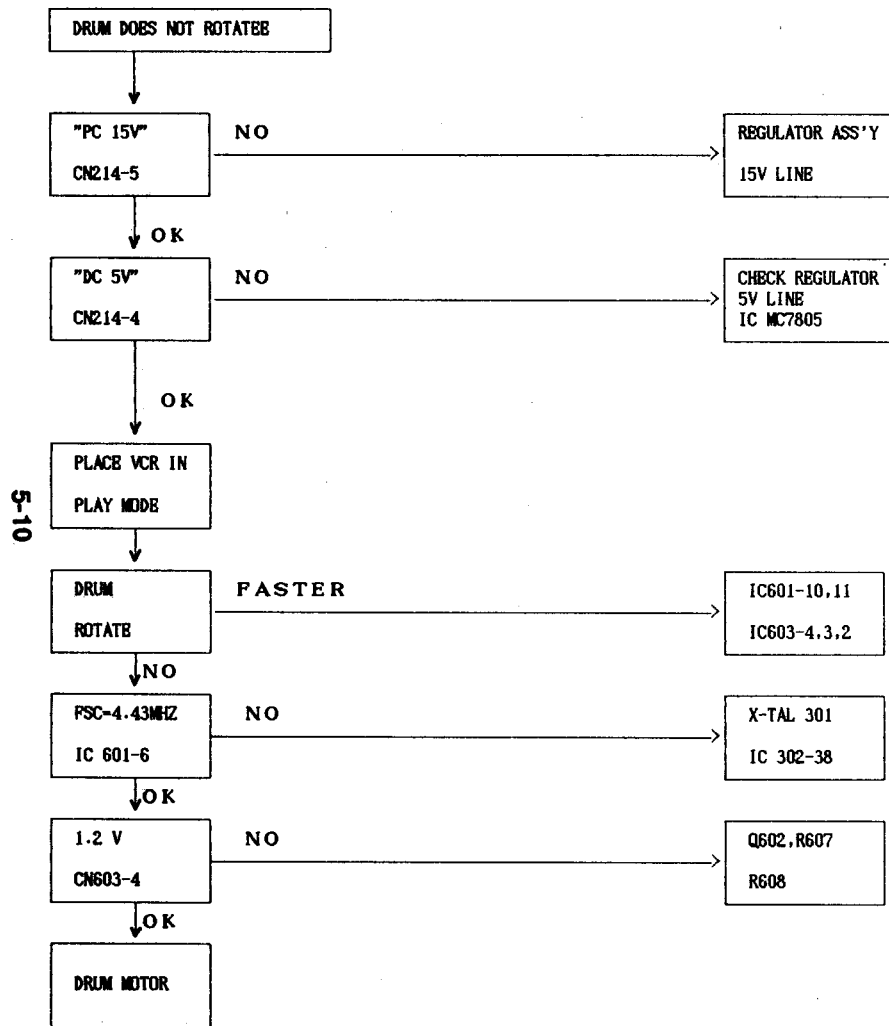 DRUM DOES NOT ROTATEE
"PC 15V"
CN214-5
NO
REGULATOR ASS'Y
15V LINE
OK
"DC 5V"
CN214-4
NO
CHECK REGULATOR
5V LINE
IC MC7805
OK
PLACE VCR IN
PLAY MODE
5-10
DRUM
ROTATE
FASTER
IC601-10,11
IC603-4,3,2
NO
FSC=4.43MHZ
IC 601-6
NO
X-TAL 301
IC 302-38
OK
1.2 V
CN603-4
NO
Q602,R607
R608
OK
DRUM MOTOR